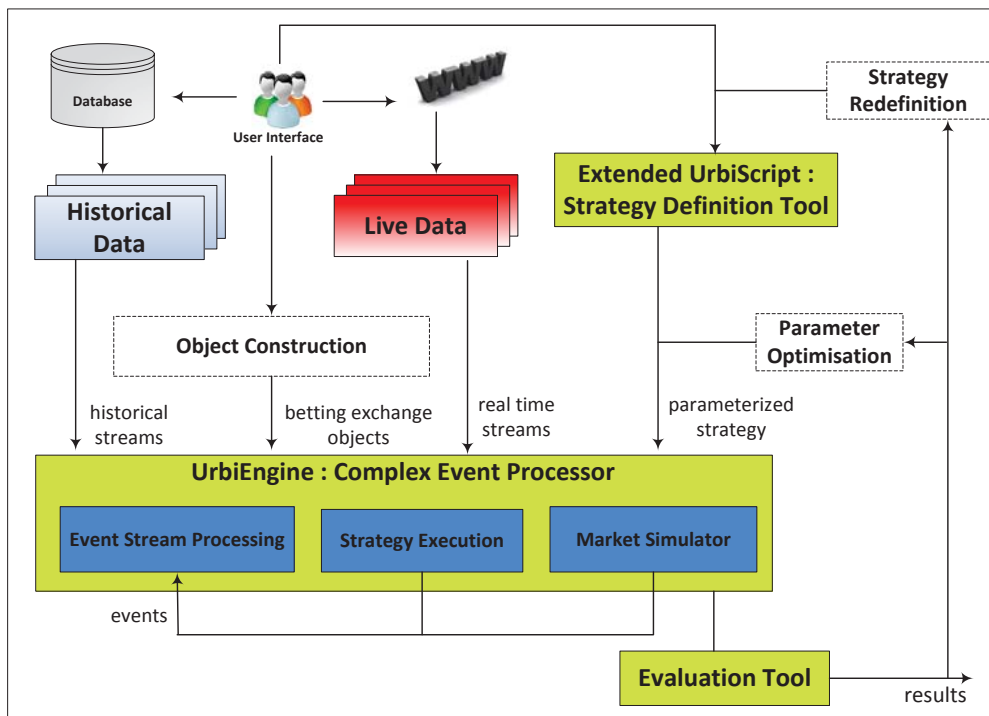 WWWW
Database
User Interface
Strategy
Redefinition
Extended UrbiScript :
Strategy Definition Tool
Historical
Data
Live Data
Object Construction
Parameter
Optimisation
historical
streams
betting exchange
objects
real time
streams
parameterized
strategy
UrbiEngine : Complex Event Processor
Event Stream Processing
Strategy Execution
Market Simulator
events
Evaluation Tool
results